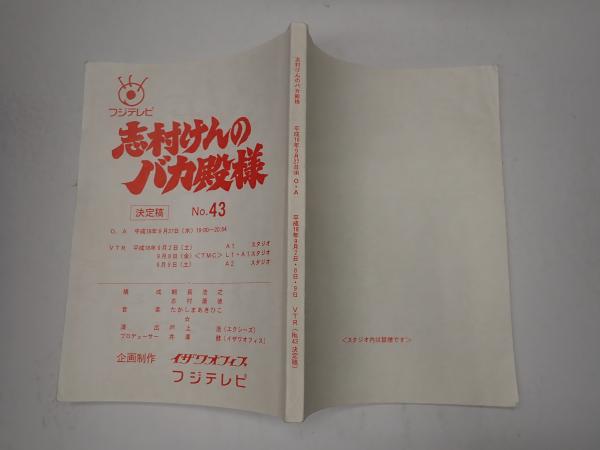 フジテレビ
志村けんの
バカ殿様
決定稿 No.43
O．A 平成18年9月27日（水）19:00〜20:54
VTR 平成18年9月2日（土） A1 スタジオ
9月8日（金）＜TMC＞L1・A1スタジオ
9月9日（土） A2 スタジオ
構成 朝長浩之
志村康徳
音楽 たかしまあきひこ
☆
演出 戸上浩（エクシーズ）
プロデューサー 井澤健（イザワオフィス）
企画制作 イザワオフィス
フジテレビ
志村けんのバカ殿様 平成18年9月27日(水) O・A 平成18年9月2日・8日・9日 VTR（No.43 決定稿）
＜スタジオ内は禁煙です＞